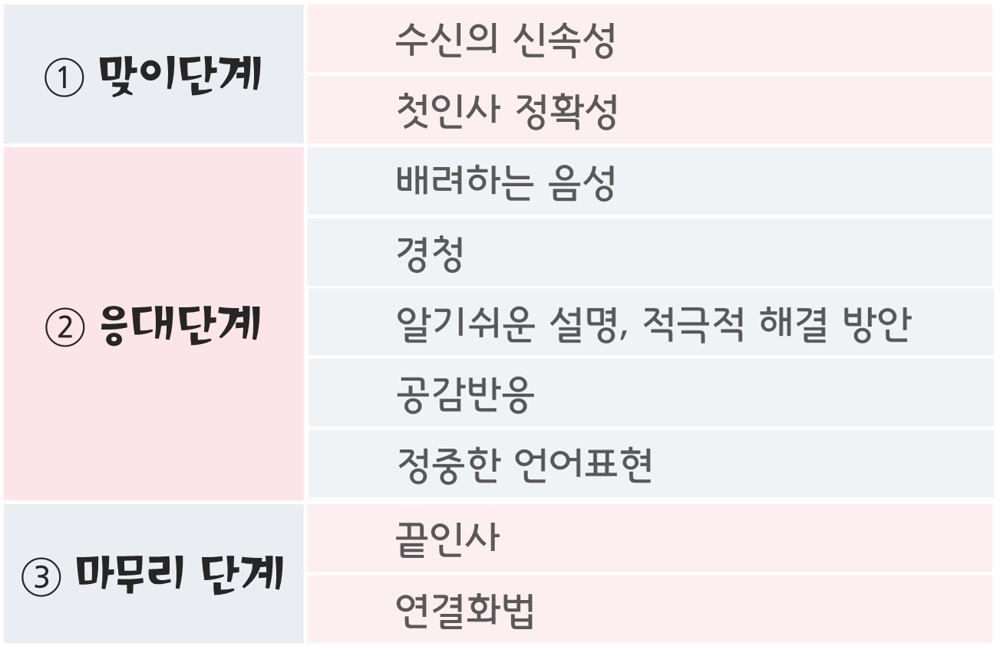 ① 맞이단계
수신의 신속성
첫인사 정확성
② 응대단계
배려하는 음성
경청
알기쉬운 설명, 적극적 해결 방안
공감반응
정중한 언어표현
③ 마무리 단계
끝인사
연결화법